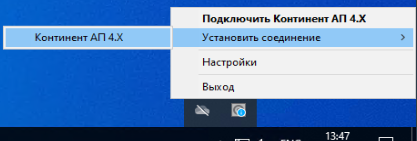 Подключить Континент АП 4.X
Континент АП 4.X
Установить соединение
Настройки
Выход
13:47